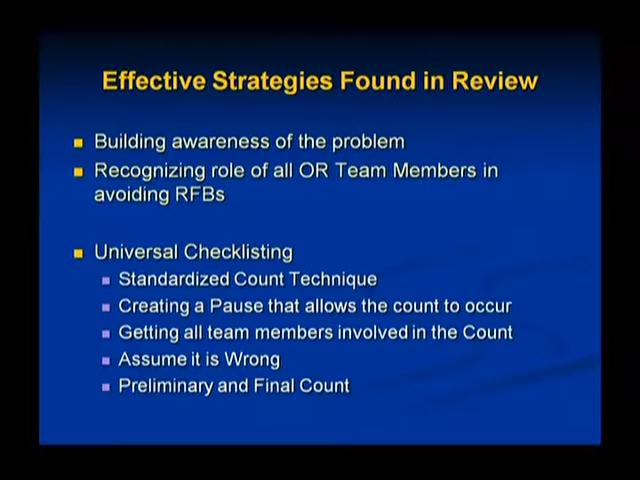 Effective Strategies Found in Review
Building awareness of the problem
Recognizing role of all OR Team Members in
avoiding RFBs
Universal Checklisting
Standardized Count Technique
Creating a Pause that allows the count to occur
Getting all team members involved in the Count
Assume it is Wrong
Preliminary and Final Count